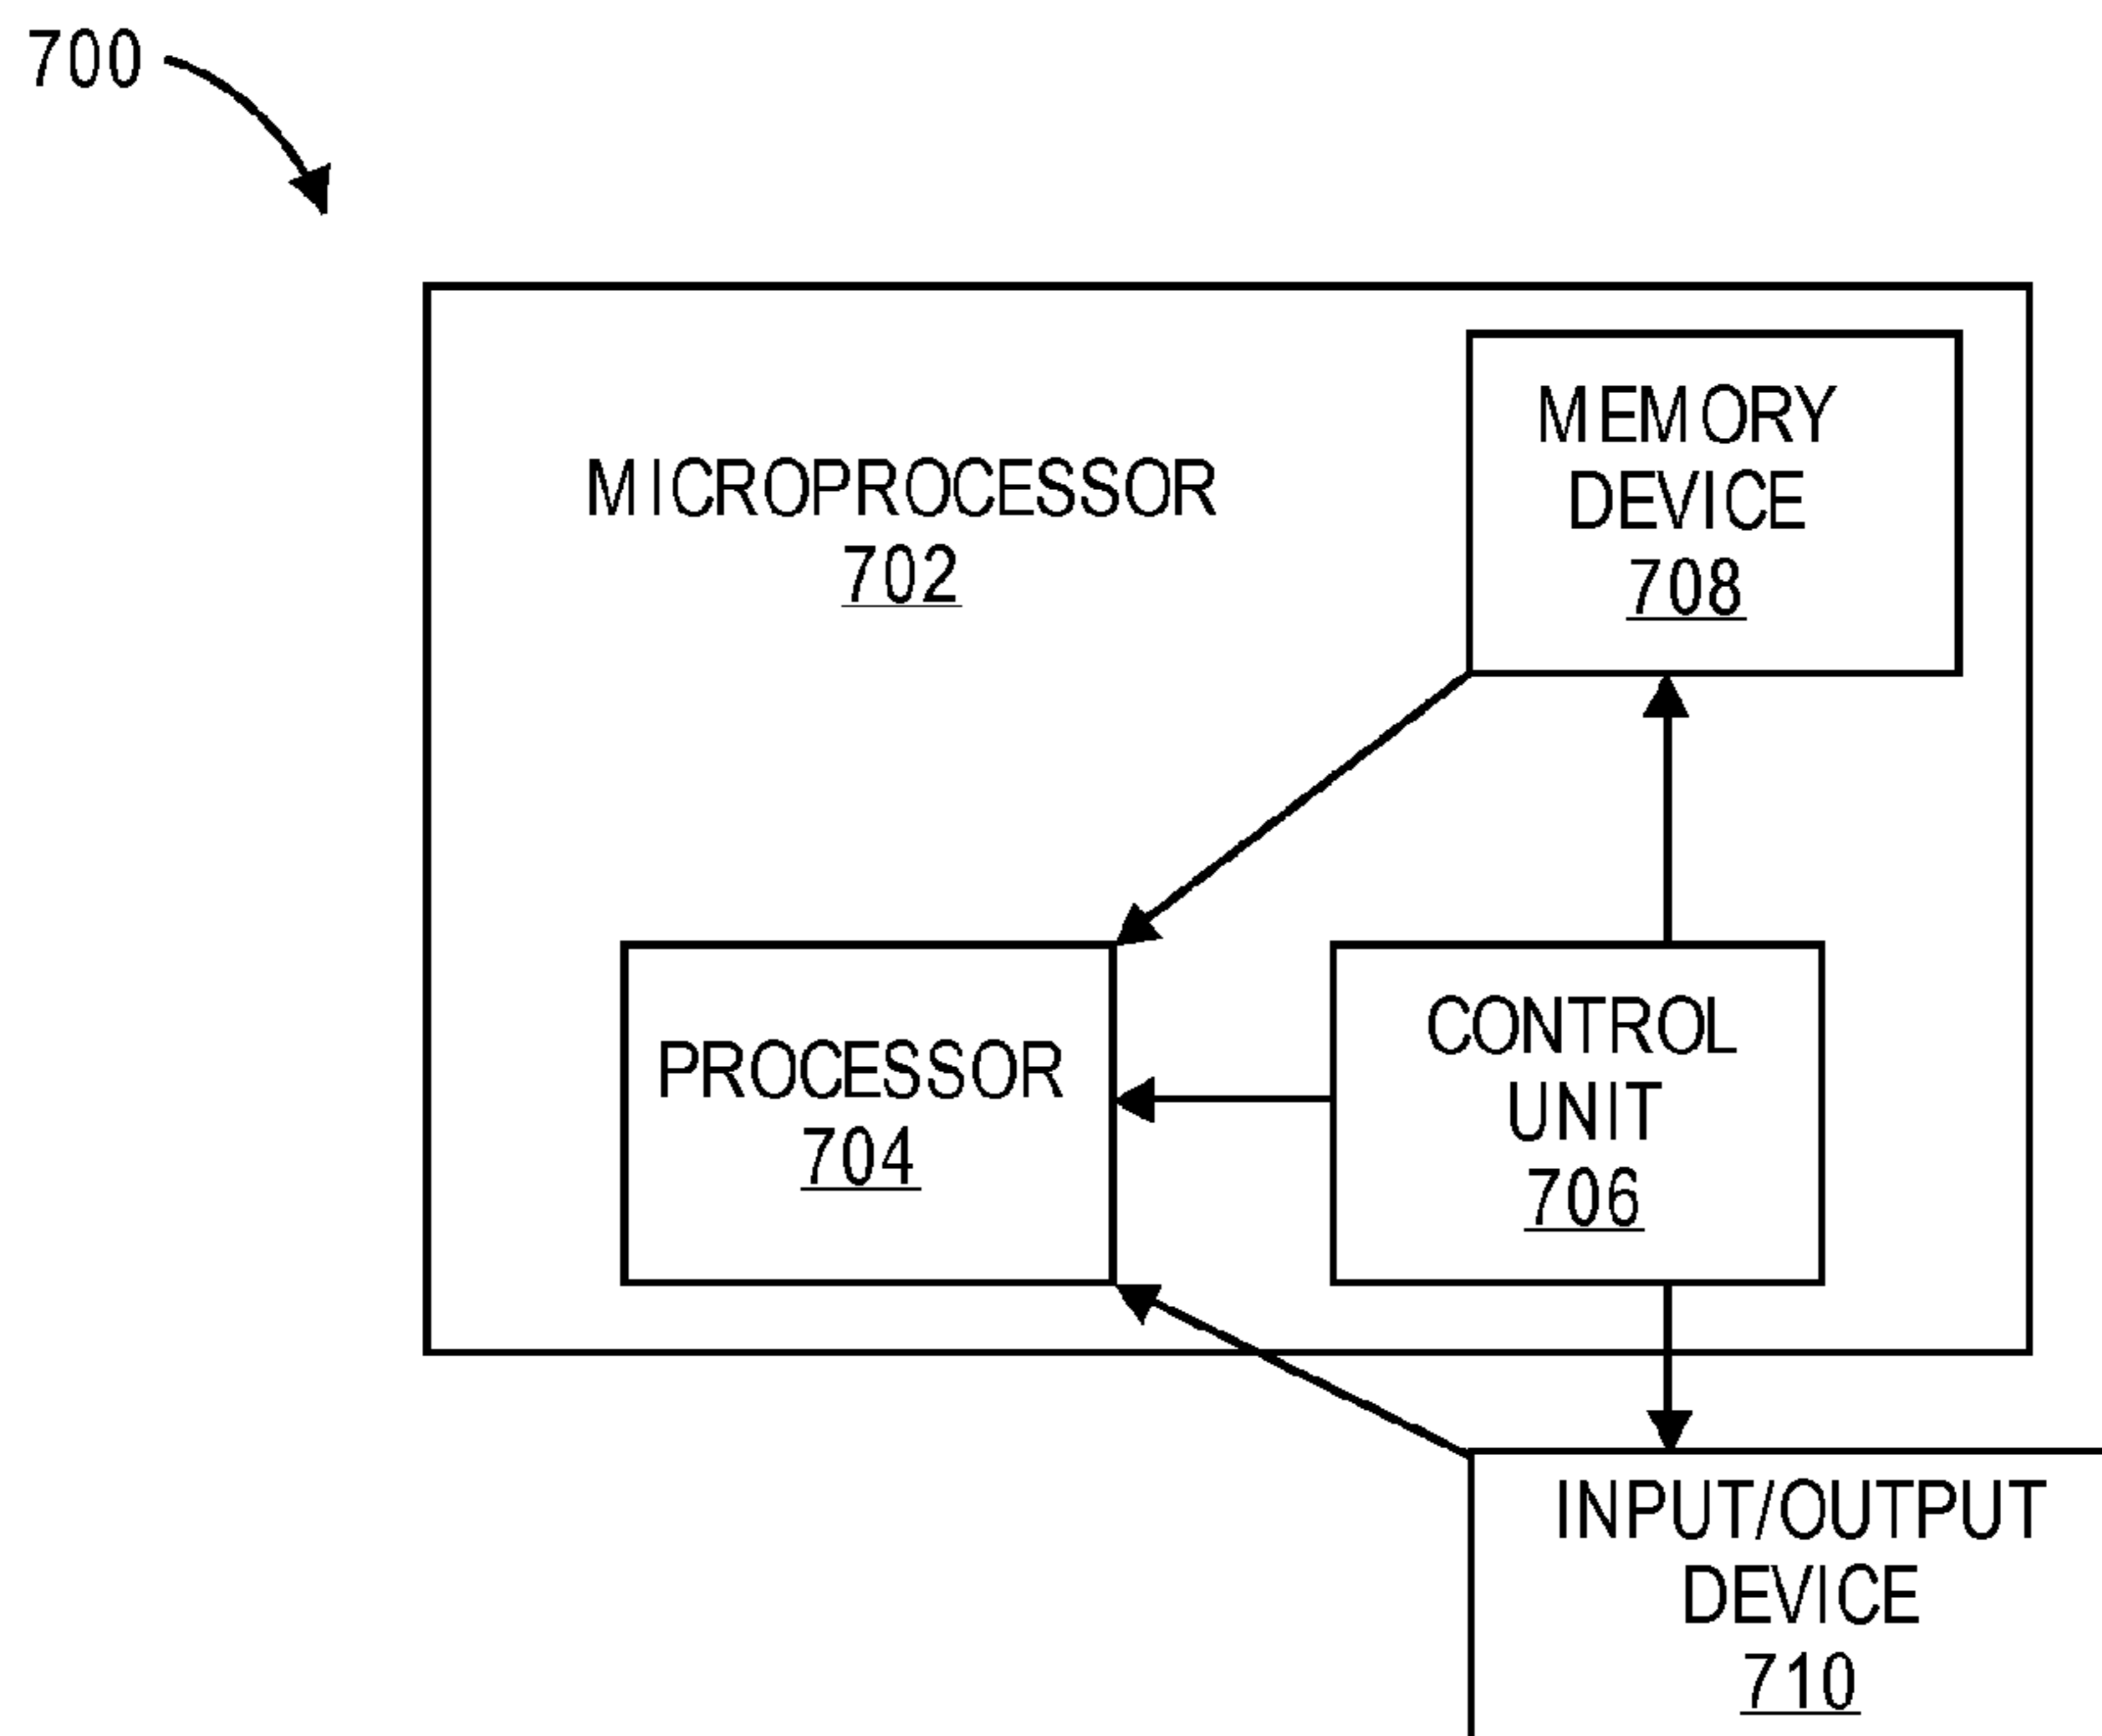 700
MICROPROCESSOR
702
MEMORY
DEVICE
708
PROCESSOR
704
CONTROL
UNIT
706
INPUT/OUTPUT
DEVICE
710